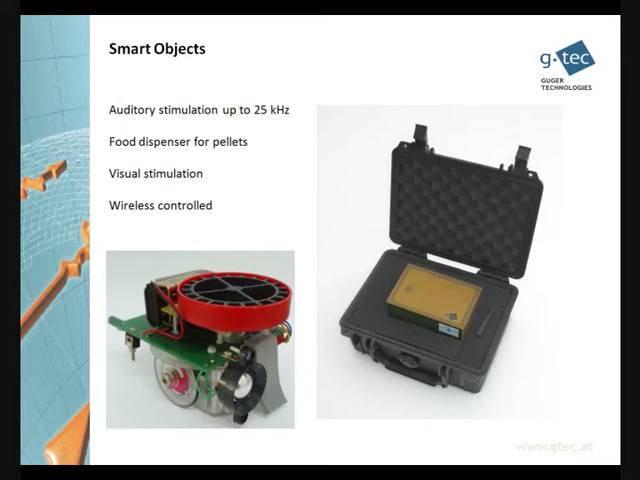 Smart Objects
g.tec
GUGER
TECHNOLOGIES
Auditory stimulation up to 25 kHz
Food dispenser for pellets
Visual stimulation
Wireless controlled
www.gtec.at